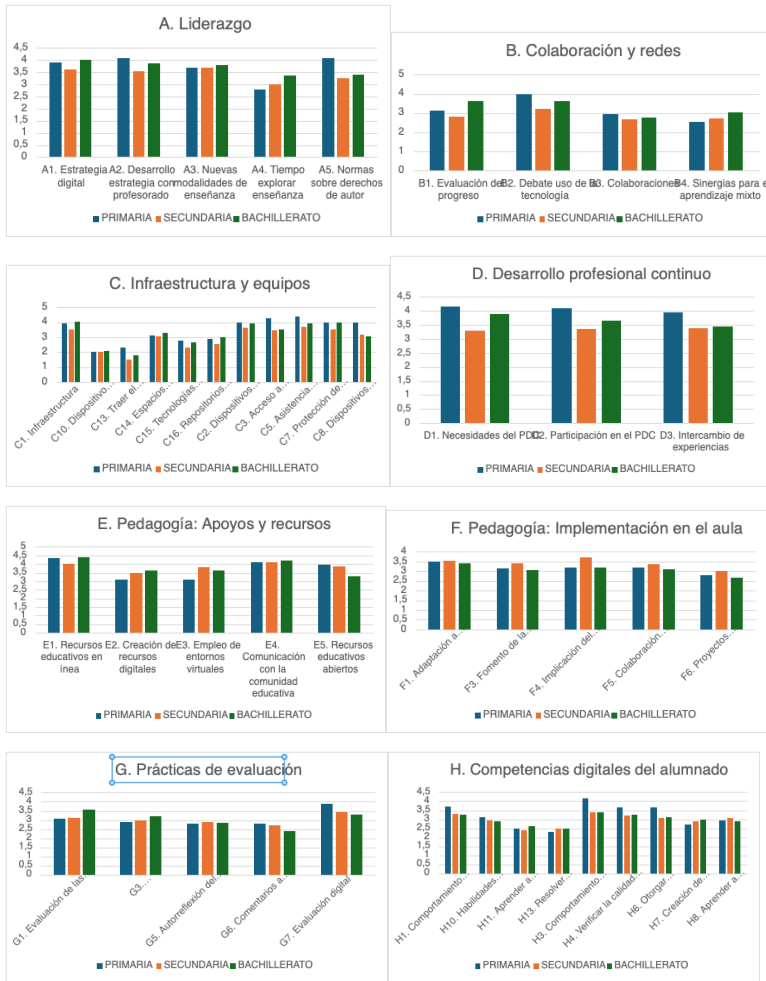 A. Liderazgo
4,5
4
3,5
3
2,5
2
1,5
1
0,5
0
A1. Estrategia
digital
A2. Desarrollo
estrategia con
profesorado
A3. Nuevas
modalidades de
enseñanza
A4. Tiempo
explorar
enseñanza
A5. Normas
sobre derechos
de autor
PRIMARIA SECUNDARIA BACHILLERATO
B. Colaboración y redes
5
4
3
2
1
0
B1. Evaluación del
progreso
B2. Debate uso de la
tecnología
B3. Colaboraciones
B4. Sinergias para e
aprendizaje mixto
PRIMARIA SECUNDARIA BACHILLERATO
C. Infraestructura y equipos
5
4
3
2
1
0
C1. Infraestructura
C10. Dispositivo…
C13. Traer el…
C14. Espacios…
C15. Tecnologías…
C16. Repositorios…
C2. Dispositivos…
C3. Acceso a…
C5. Asistencia…
C7. Protección de…
C8. Dispositivos…
PRIMARIA SECUNDARIA BACHILLERATO
D. Desarrollo profesional continuo
4,5
4
3,5
3
2,5
2
1,5
1
0,5
0
D1. Necesidades del PDC
D2. Participación en el PDC
D3. Intercambio de
experiencias
PRIMARIA SECUNDARIA BACHILLERATO
E. Pedagogía: Apoyos y recursos
5
4,5
4
3,5
3
2,5
2
1,5
1
0,5
0
E1. Recursos
educativos en
ínea
E2. Creación de
recursos
digitales
E3. Empleo de
entornos
virtuales
E4.
Comunicación
con la
comunidad
educativa
E5. Recursos
educativos
abiertos
PRIMARIA SECUNDARIA BACHILLERATO
F. Pedagogía: Implementación en el aula
4
3,5
3
2,5
2
1,5
1
0,5
0
F1. Adaptación a…
F3. Fomento de la…
F4. Implicación del…
F5. Colaboración…
F6. Proyectos…
PRIMARIA SECUNDARIA BACHILLERATO
G. Prácticas de evaluación
4,5
4
3,5
3
2,5
2
1,5
1
0,5
0
G1. Evaluación de las…
G3.…
G5. Autorreflexión del…
G6. Comentarios a…
G7. Evaluación digital
PRIMARIA SECUNDARIA BACHILLERATO
H. Competencias digitales del alumnado
4,5
4
3,5
3
2,5
2
1,5
1
0,5
0
H1. Comportamiento…
H10. Habilidades…
H11. Aprender a…
H13. Resolver…
H3. Comportamiento…
H4. Verificar la calidad…
H6. Otorgar…
H7. Creación de…
H8. Aprender a…
PRIMARIA SECUNDARIA BACHILLERATO